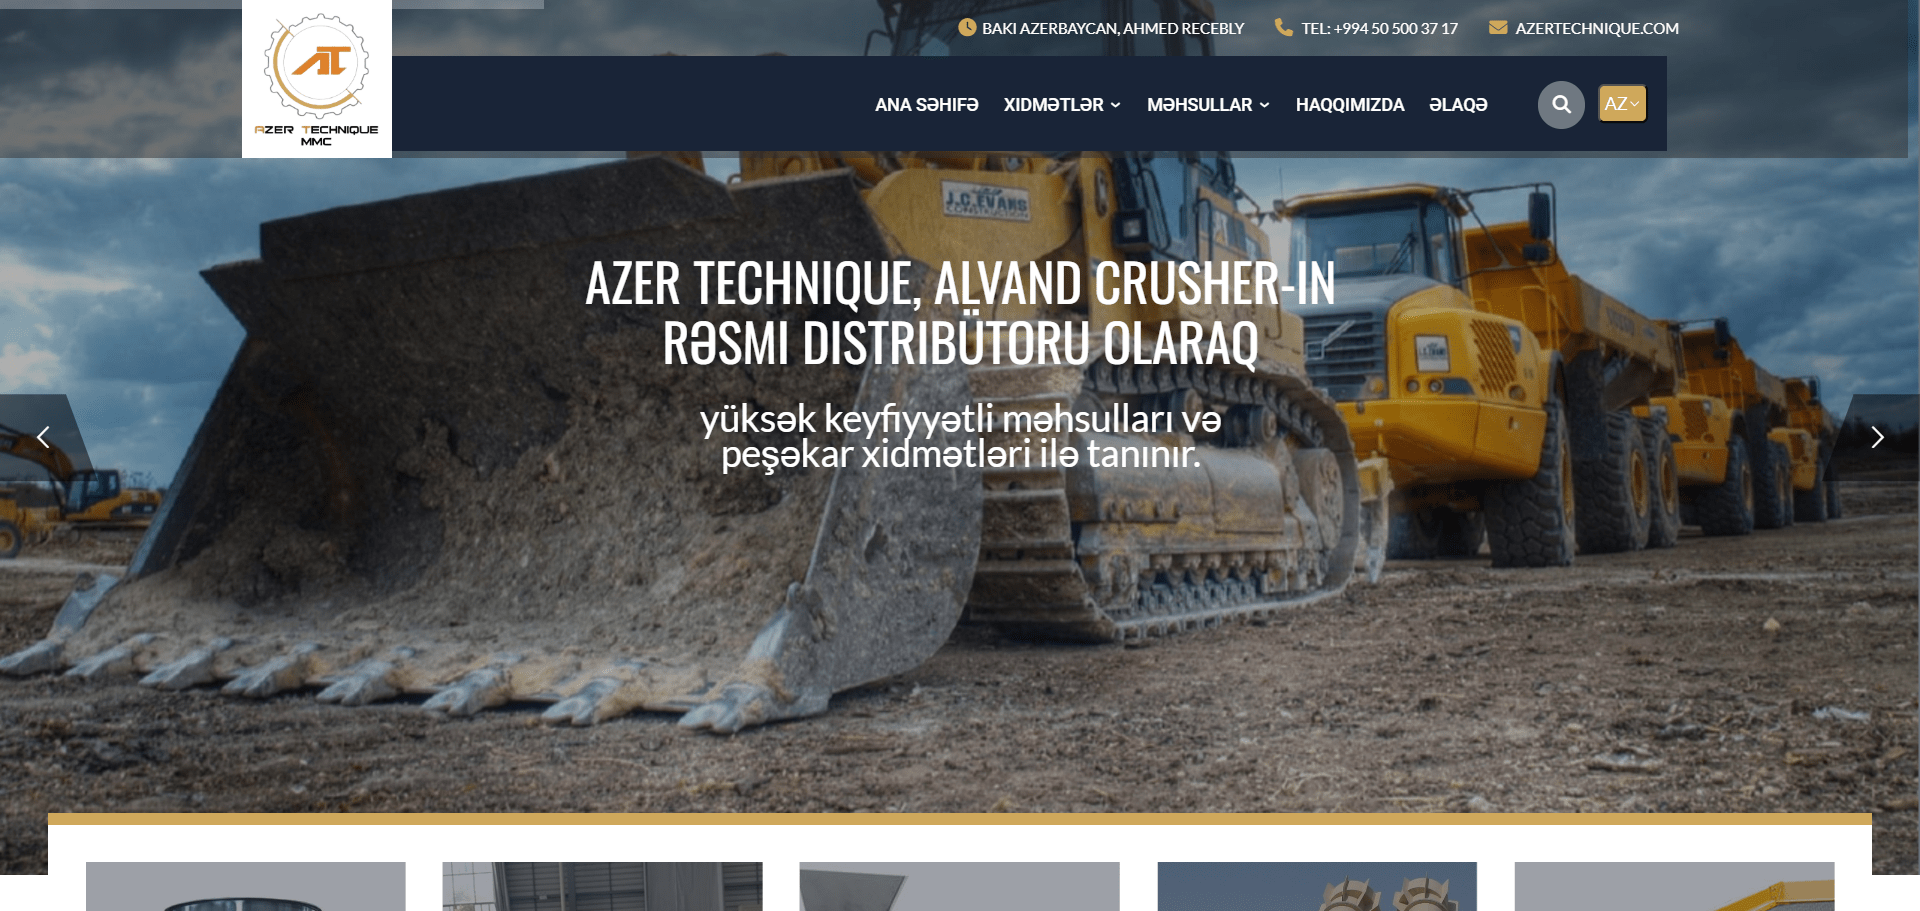 BAKI AZERBAYCAN, AHMED RECEBLY
TEL: +994 50 500 37 17
AZERTECHNIQUE.COM
AT
AZER TECHNIQUE
MMC
ANA SƏHIFƏ
XIDMƏTLƏR
MƏHSULLAR
HAQQIMIZDA
ƏLAQƏ
AZ
J.C.EVANS
CONSTRUCTION
AZER TECHNIQUE, ALVAND CRUSHER-IN
RƏSMI DISTRIBÜTORU OLARAQ
yüksək keyfiyyətli məhsulları və
peşəkar xidmətləri ilə tanınır.